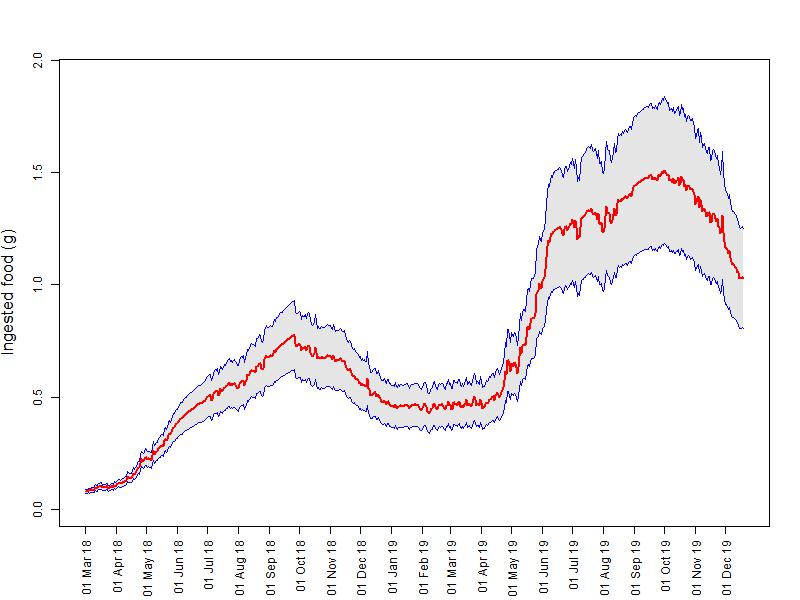 Ingested food (g)
2.0
1.5
1.0
0.5
0.0
01 Mar 18
01 Apr 18
01 May 18
01 Jun 18
01 Jul 18
01 Aug 18
01 Sep 18
01 Oct 18
01 Nov 18
01 Dec 18
01 Jan 19
01 Feb 19
01 Mar 19
01 Apr 19
01 May 19
01 Jun 19
01 Jul 19
01 Aug 19
01 Sep 19
01 Oct 19
01 Nov 19
01 Dec 19